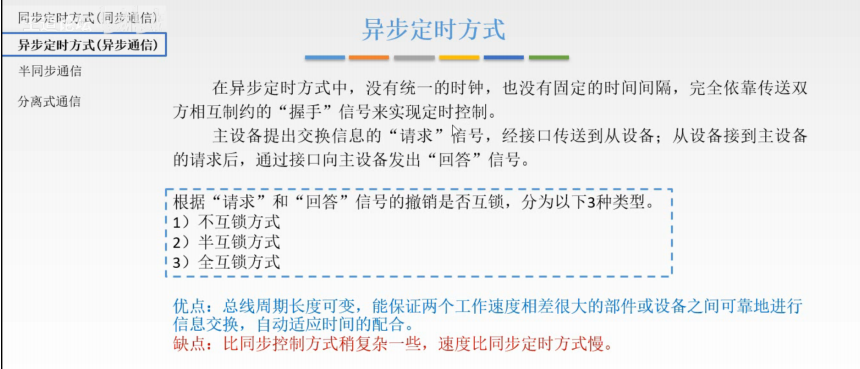 同步定时方式(同步通信)
异步定时方式(异步通信)
半同步通信
分离式通信
异步定时方式
在异步定时方式中，没有统一的时钟，也没有固定的时间间隔，完全依靠传送双
方相互制约的“握手”信号来实现定时控制。
主设备提出交换信息的“请求”信号，经接口传送到从设备；从设备接到主设备
的请求后，通过接口向主设备发出“回答”信号。
根据“请求”和“回答”信号的撤销是否互锁，分为以下3种类型。
1）不互锁方式
2）半互锁方式
3）全互锁方式
优点：总线周期长度可变，能保证两个工作速度相差很大的部件或设备之间可靠地进行
信息交换，自动适应时间的配合。
缺点：比同步控制方式稍复杂一些，速度比同步定时方式慢。